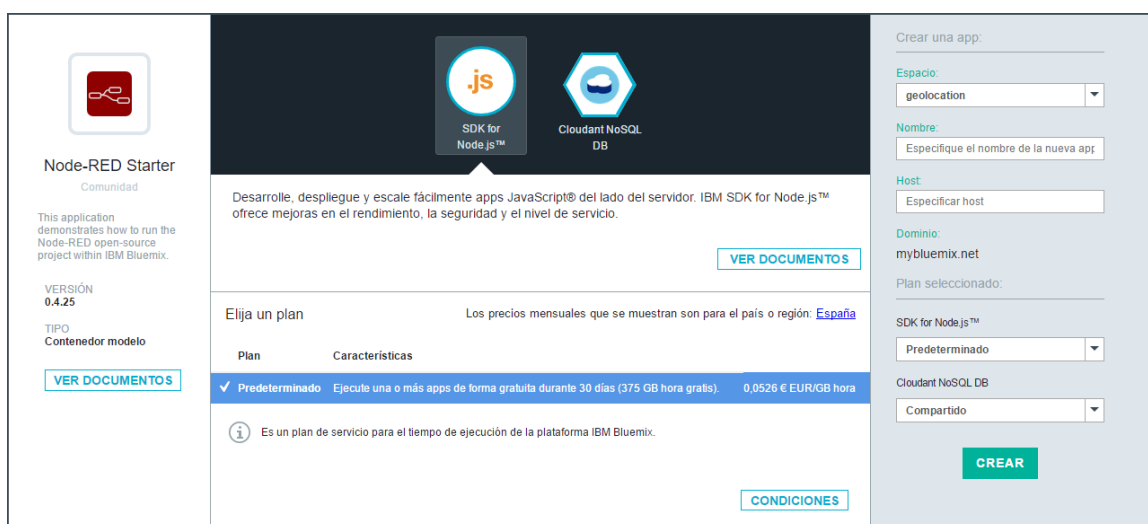 Node-RED Starter
Comunidad
This application
demonstrates how to run the
Node-RED open-source
project within IBM Bluemix.
VERSIÓN
0.4.25
TIPO
Contenedor modelo
VER DOCUMENTOS
.js
SDK for
Node.js™
Cloudant NoSQL
DB
Desarrolle, despliegue y escale fácilmente apps JavaScript® del lado del servidor. IBM SDK for Node.js™
ofrece mejoras en el rendimiento, la seguridad y el nivel de servicio.
VER DOCUMENTOS
Elija un plan
Los precios mensuales que se muestran son para el país o región: España
Plan Características
Predeterminado Ejecute una o más apps de forma gratuita durante 30 días (375 GB hora gratis). 0,0526 € EUR/GB hora
Es un plan de servicio para el tiempo de ejecución de la plataforma IBM Bluemix.
CONDICIONES
Crear una app:
Espacio:
geolocation
Nombre:
Especifique el nombre de la nueva app
Host:
Especificar host
Dominio:
mybluemix.net
Plan seleccionado:
SDK for Node.js™
Predeterminado
Cloudant NoSQL DB
Compartido
CREAR